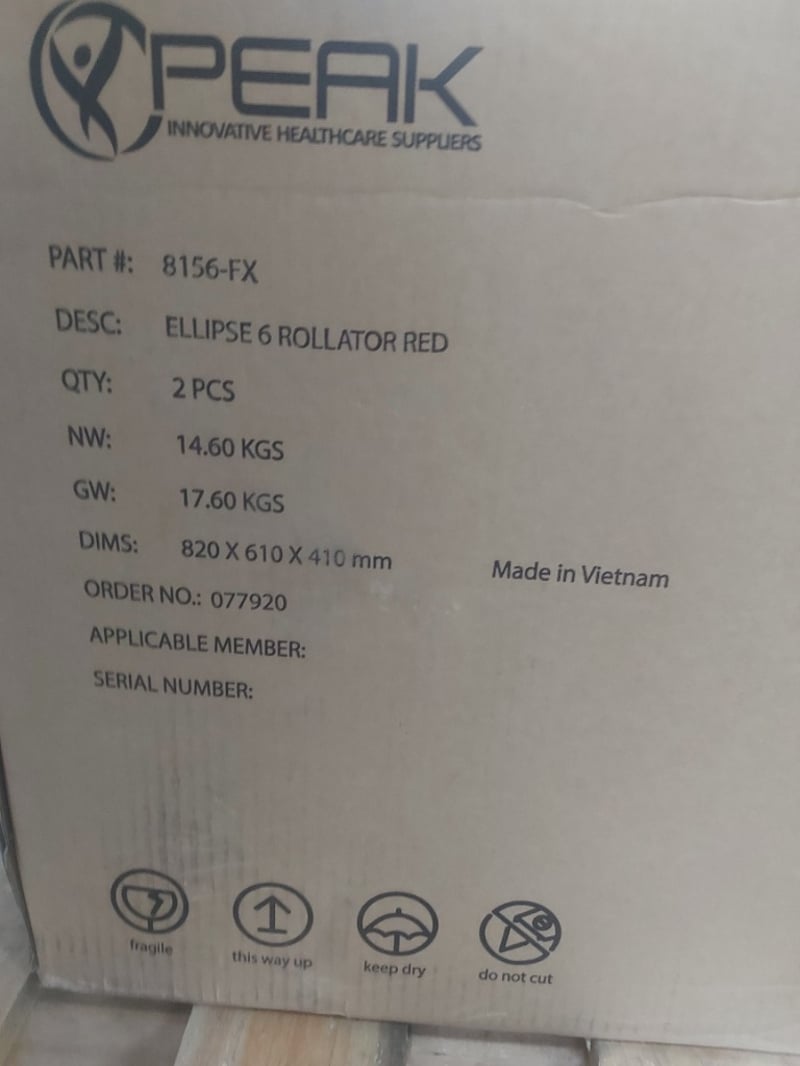 PEAK
INNOVATIVE HEALTHCARE SUPPLIERS
PART #: 8156-FX
DESC: ELLIPSE 6 ROLLATOR RED
QTY: 2 PCS
NW: 14.60 KGS
GW: 17.60 KGS
DIMS: 820 X 610 X 410 mm
Made in Vietnam
ORDER NO.: 077920
APPLICABLE MEMBER:
SERIAL NUMBER:
fragile
this way up
keep dry
do not cut